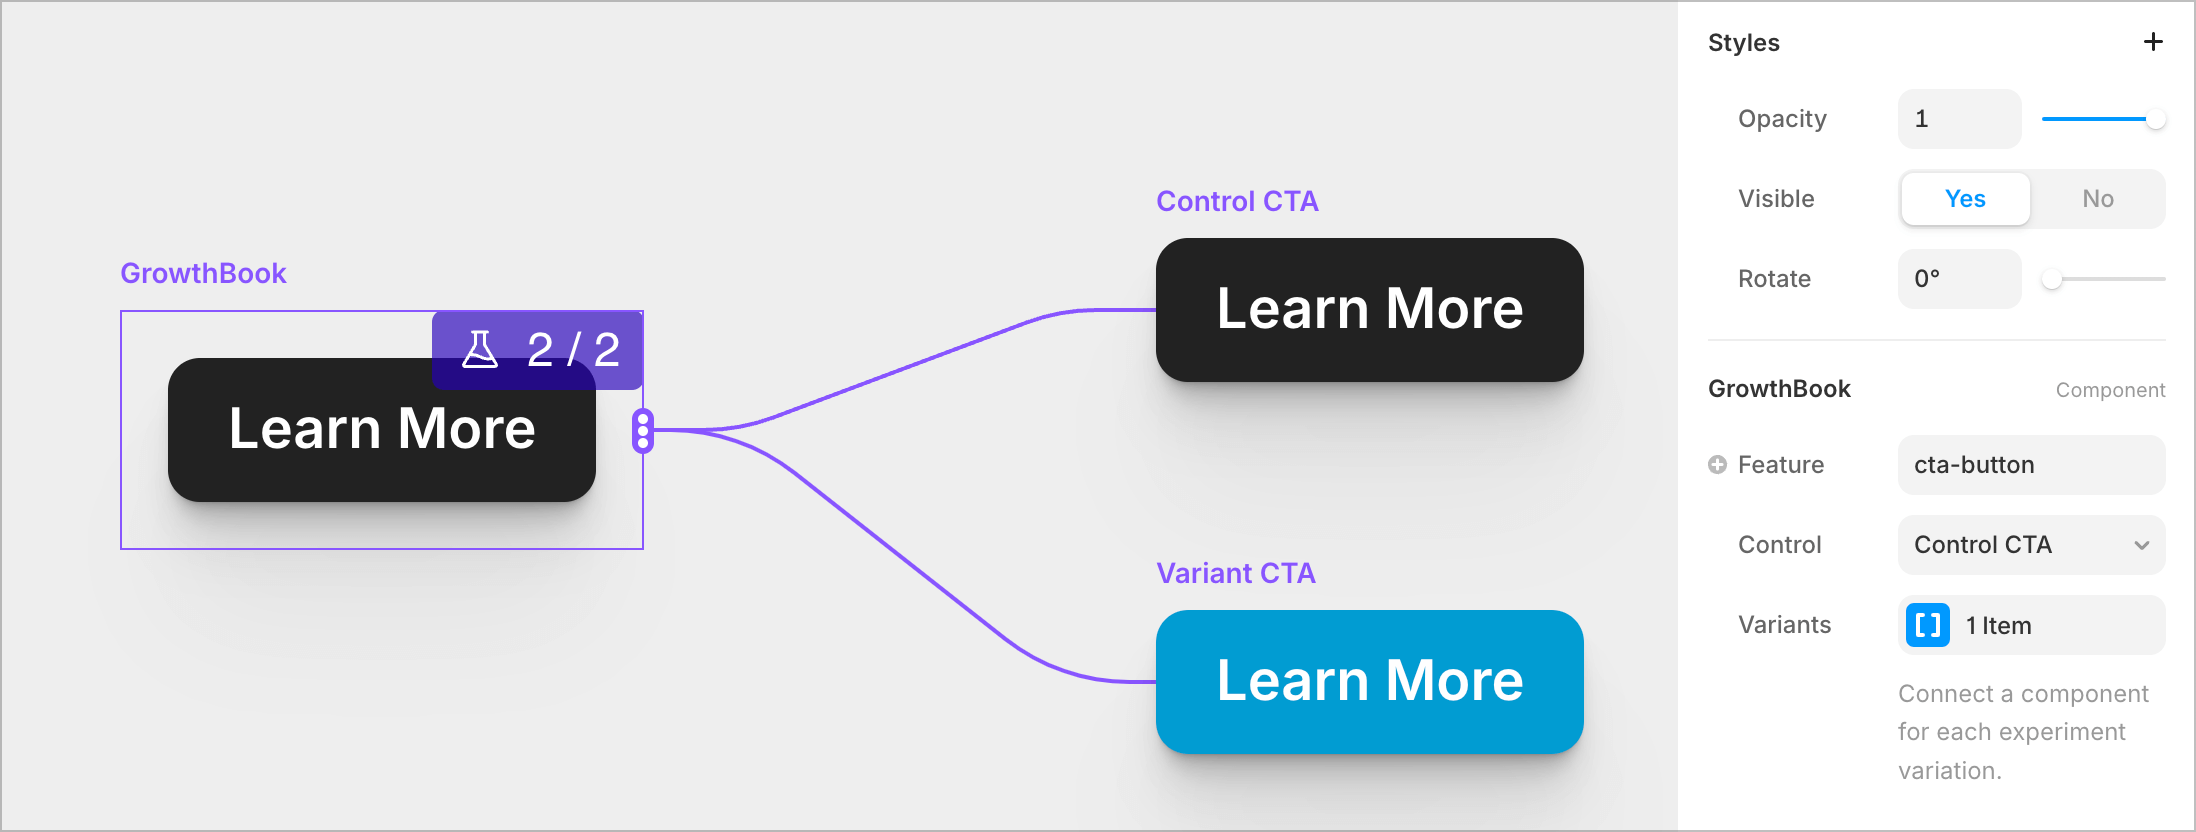 GrowthBook
2 / 2
Learn More
Control CTA
Learn More
Variant CTA
Learn More
Styles
Opacity 1
Visible Yes No
Rotate 0°
GrowthBook Component
Feature cta-button
Control Control CTA
Variants 1 Item
Connect a component
for each experiment
variation.